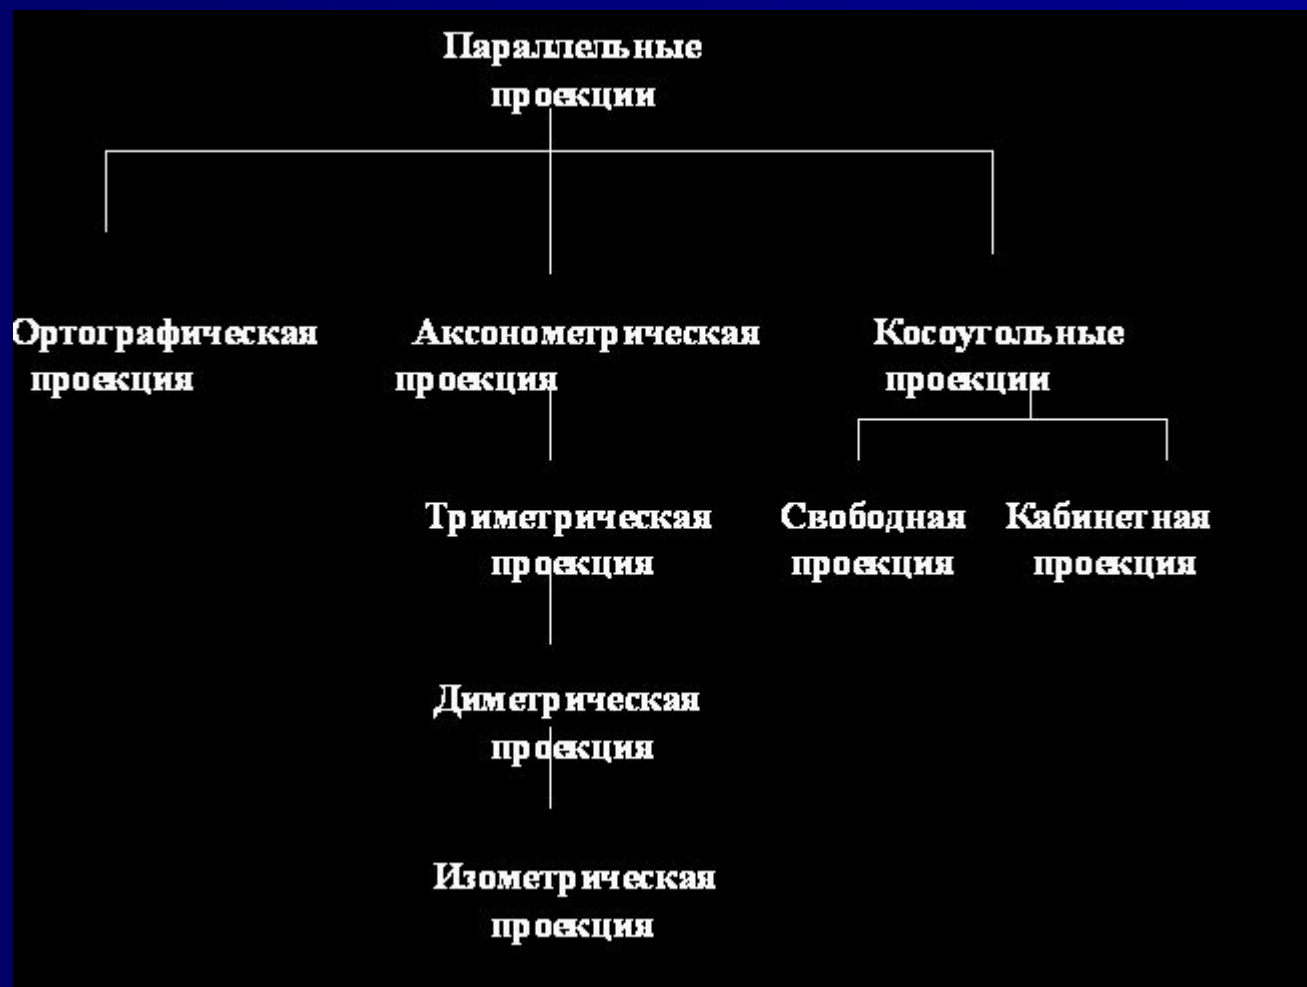 Параллельные
проекции
Ортографическая
проекция
Аксонометрическая
проекция
Косоугольные
проекции
Триметрическая
проекция
Свободная
проекция
Кабинетная
проекция
Диметрическая
проекция
Изометрическая
проекция